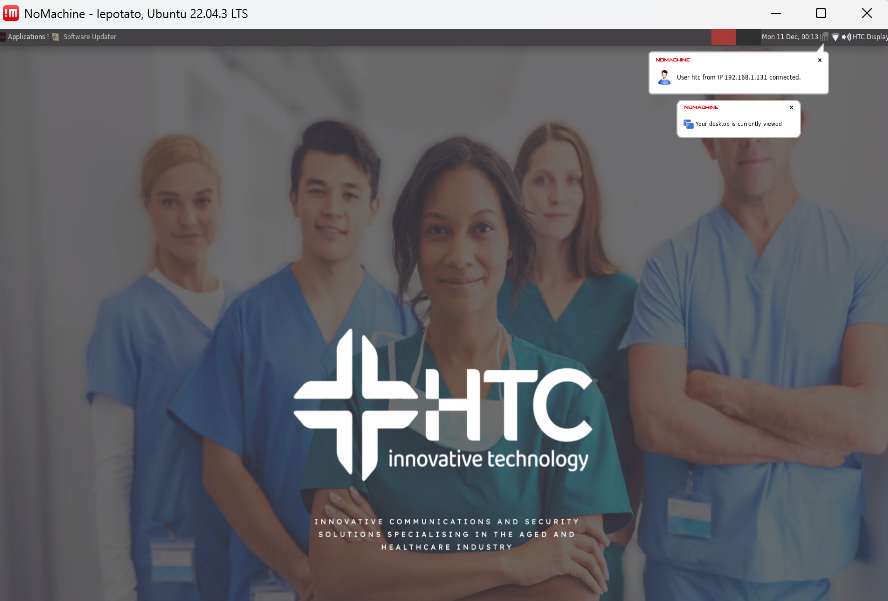 NoMachine - lepotato, Ubuntu 22.04.3 LTS
Applications Software Updater
Mon 11 Dec, 00:13 HTC Display
NOMACHINE
User htc from IP 192.168.1.131 connected.
NOMACHINE
Your desktop is currently viewed
HTC
innovative technology
INNOVATIVE COMMUNICATIONS AND SECURITY
SOLUTIONS SPECIALISING IN THE AGED AND
HEALTHCARE INDUSTRY